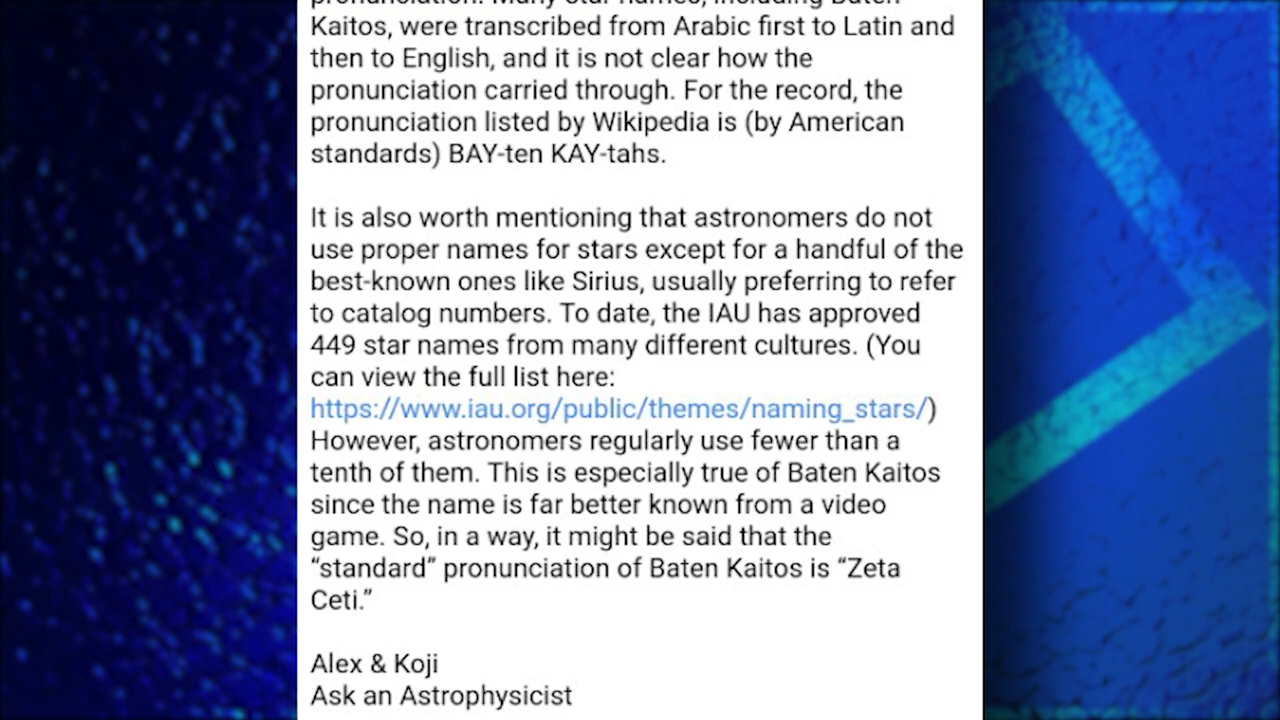 pronunciation. Many star names, including Baten
Kaitos, were transcribed from Arabic first to Latin and
then to English, and it is not clear how the
pronunciation carried through. For the record, the
pronunciation listed by Wikipedia is (by American
standards) BAY-ten KAY-tahs.
It is also worth mentioning that astronomers do not
use proper names for stars except for a handful of the
best-known ones like Sirius, usually preferring to refer
to catalog numbers. To date, the IAU has approved
449 star names from many different cultures. (You
can view the full list here:
https://www.iau.org/public/themes/naming_stars/)
However, astronomers regularly use fewer than a
tenth of them. This is especially true of Baten Kaitos
since the name is far better known from a video
game. So, in a way, it might be said that the
“standard” pronunciation of Baten Kaitos is “Zeta
Ceti.”
Alex & Koji
Ask an Astrophysicist